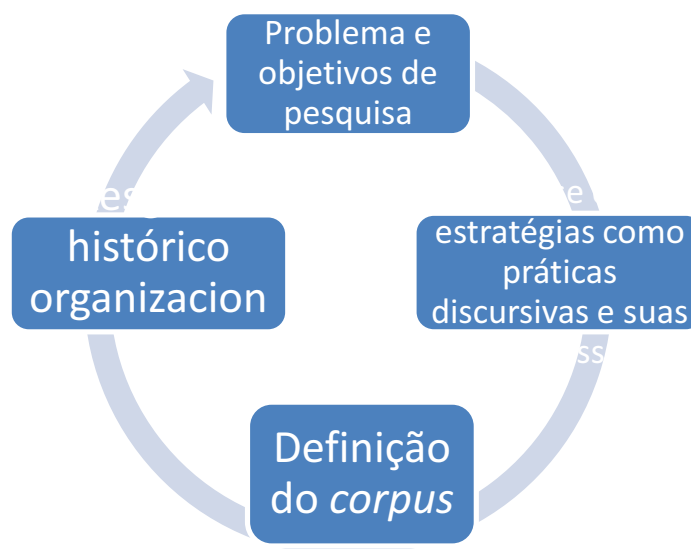 Problema e
objetivos de
pesquisa
estratégias como
práticas
discursivas e suas
Definição
do corpus
histórico
organizacion